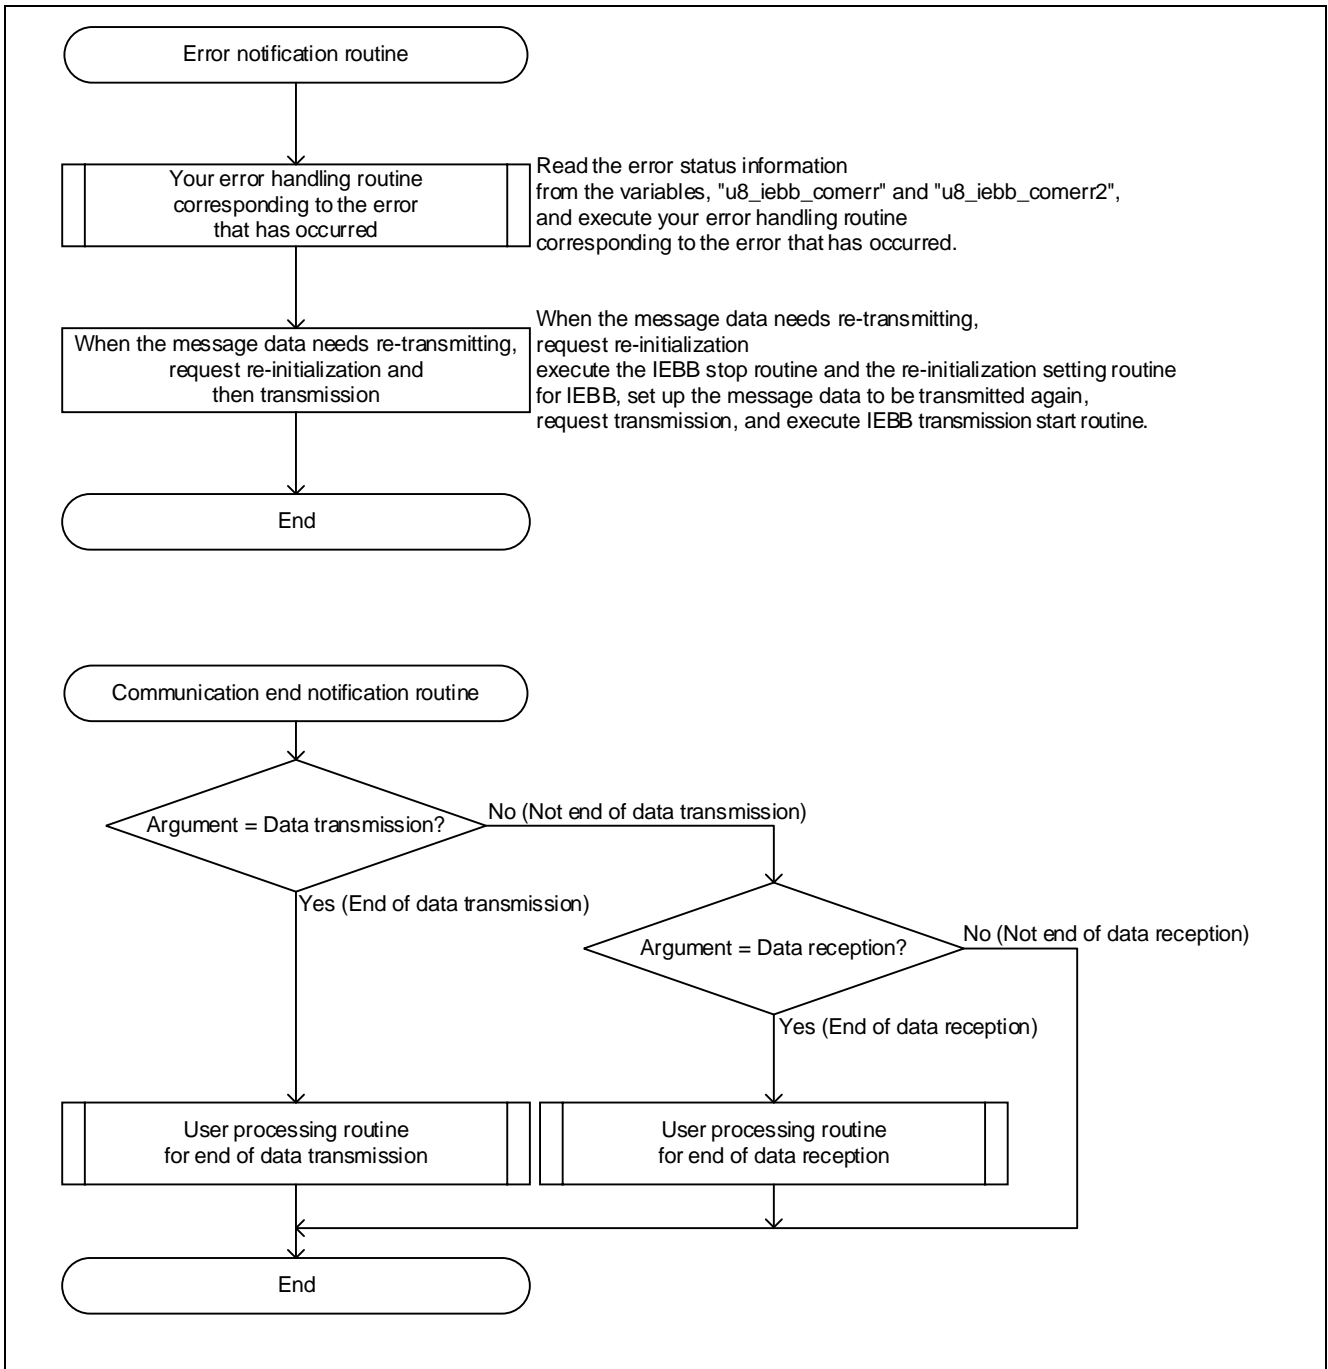 Error notification routine
Your error handling routine
corresponding to the error
that has occurred
Read the error status information
from the variables, "u8_iebb_comerr" and "u8_iebb_comerr2",
and execute your error handling routine
corresponding to the error that has occurred.
When the message data needs re-transmitting,
request re-initialization and
then transmission
When the message data needs re-transmitting,
request re-initialization
execute the IEBB stop routine and the re-initialization setting routine
for IEBB, set up the message data to be transmitted again,
request transmission, and execute IEBB transmission start routine.
End
Communication end notification routine
Argument = Data transmission?
No (Not end of data transmission)
Yes (End of data transmission)
Argument = Data reception?
No (Not end of data reception)
Yes (End of data reception)
User processing routine
for end of data transmission
User processing routine
for end of data reception
End